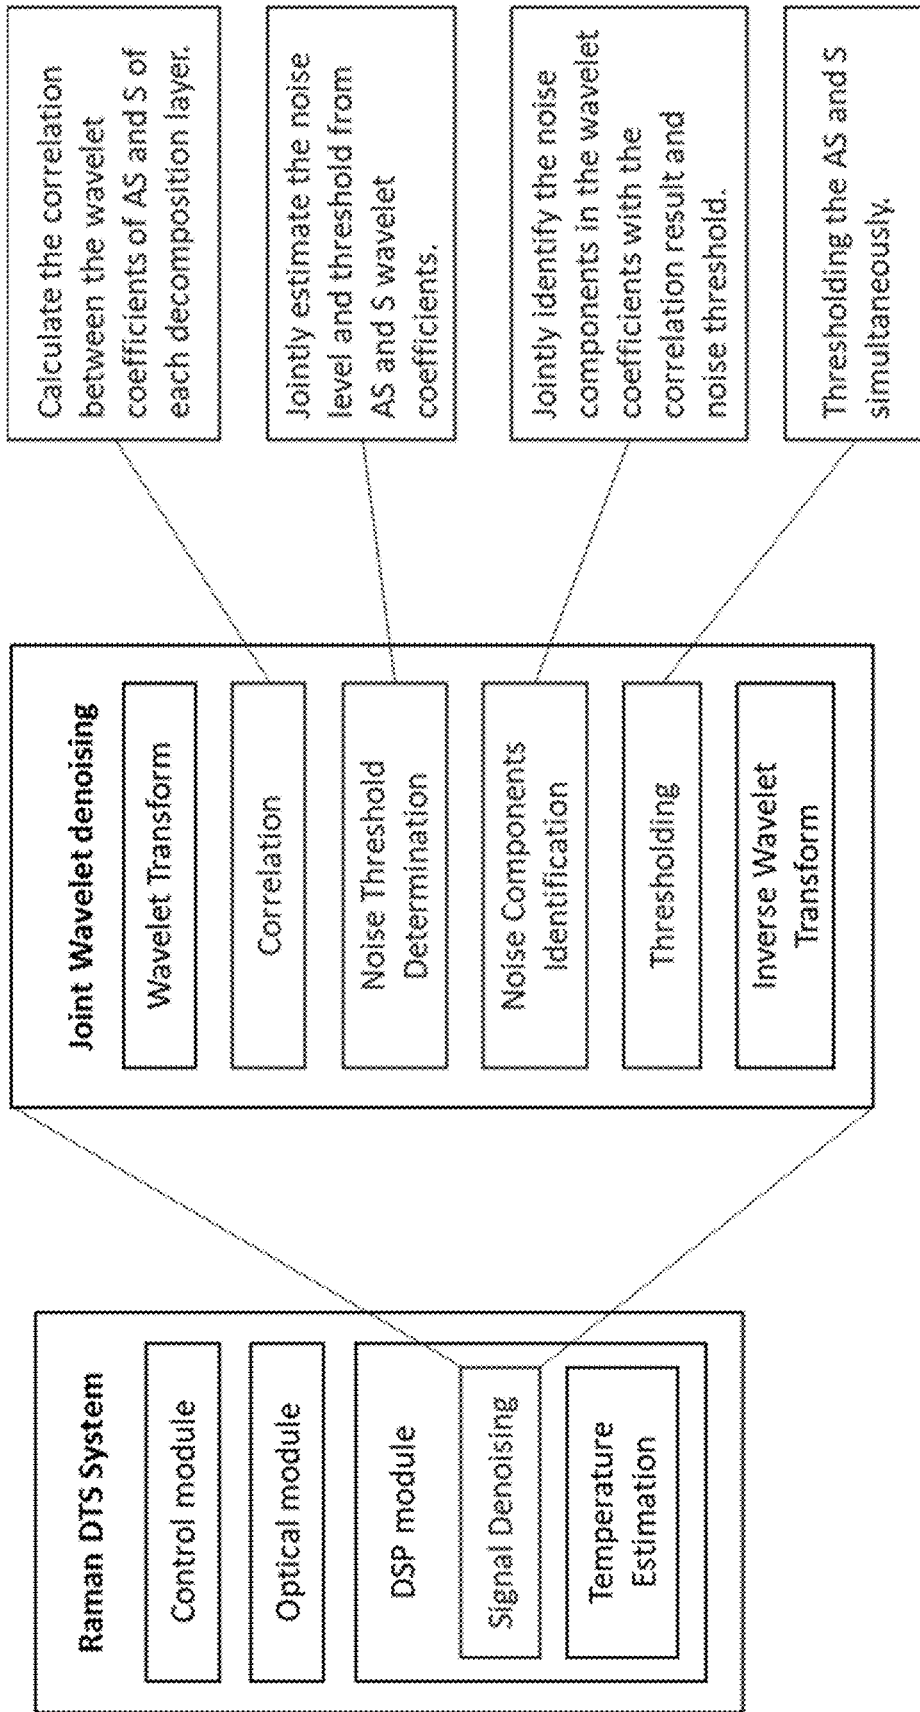 Raman DTS System
Control module
Optical module
DSP module
Signal Denoising
Temperature
Estimation
Joint Wavelet denoising
Wavelet Transform
Correlation
Noise Threshold
Determination
Noise Components
Identification
Thresholding
Inverse Wavelet
Transform
Calculate the correlation
between the wavelet
coefficients of AS and S of
each decomposition layer.
Jointly estimate the noise
level and threshold from
AS and S wavelet
coefficients.
Jointly identify the noise
components in the wavelet
coefficients with the
correlation result and
noise threshold.
Thresholding the AS and S
simultaneously.